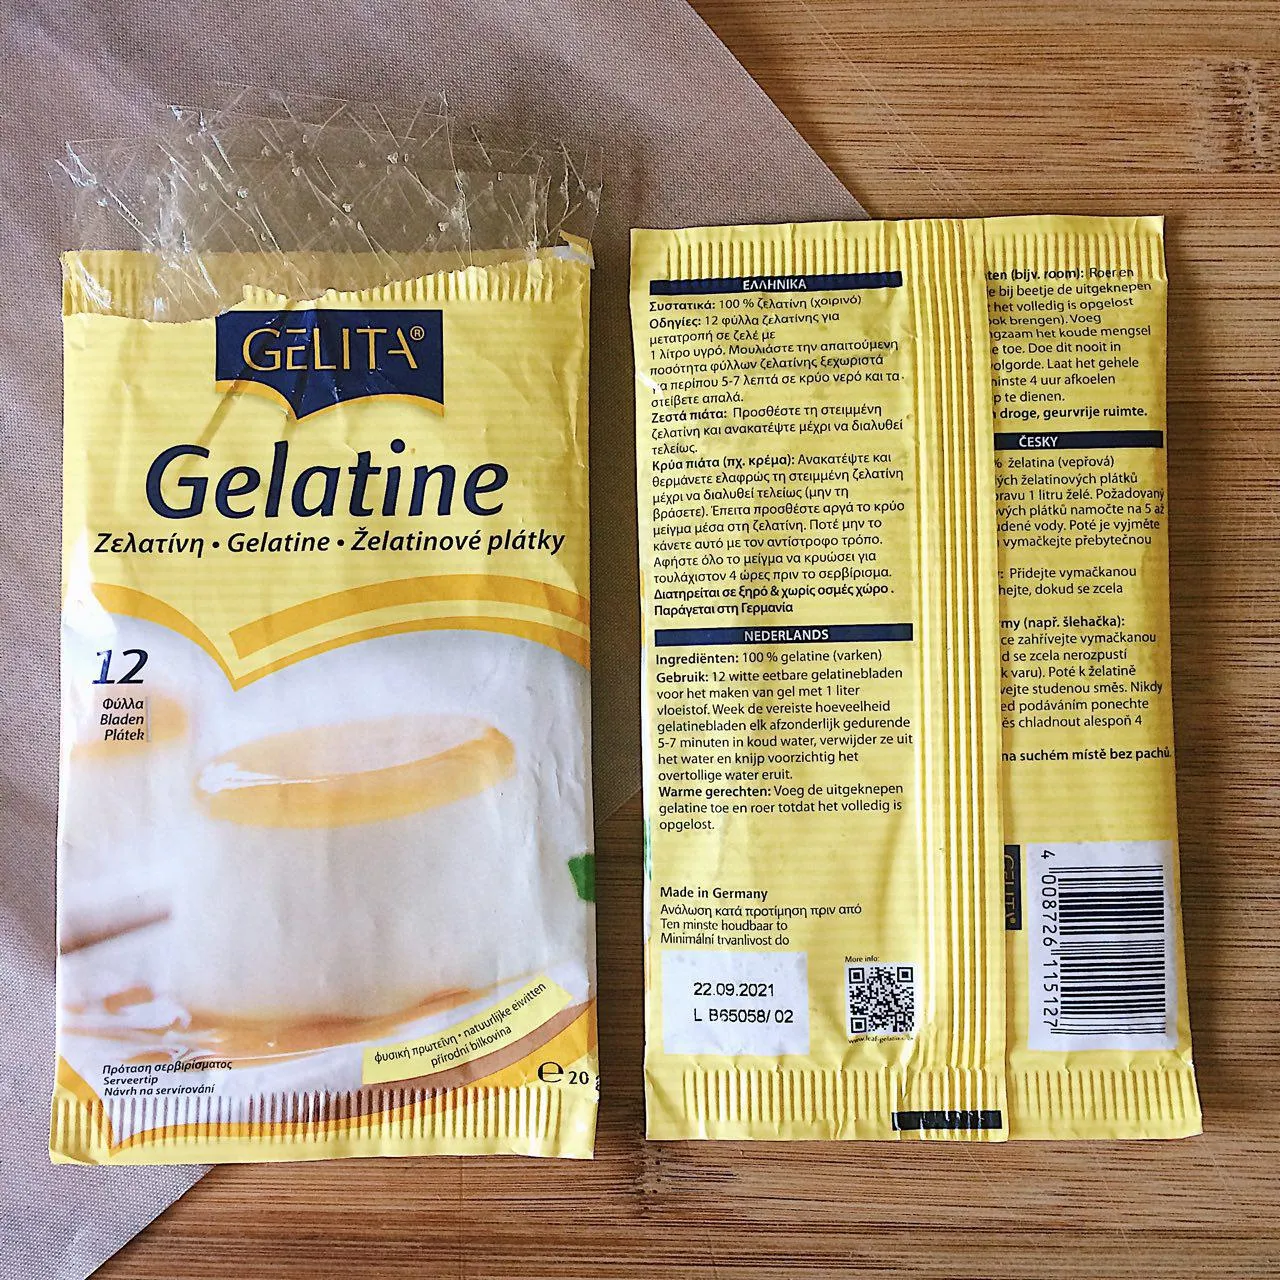 GELITA®
Gelatine
Ζελατίνη • Gelatine • Želatinové plátky
12
Φύλλα
Bladen
Plátek
φυσική πρωτεΐνη • natuurlijke eiwitten
přírodní bílkovina
Πρόταση σερβιρίσματος
Serveertip
Návrh na servírování
e 20 g
ΕΛΛΗΝΙΚΑ
Συστατικά: 100 % ζελατίνη (χοιρινό)
Οδηγίες: 12 φύλλα ζελατίνης για
μετατροπή σε ζελέ με
1 λίτρο υγρό. Μουλιάστε την απαιτούμενη
ποσότητα φύλλων ζελατίνης ξεχωριστά
για περίπου 5-7 λεπτά σε κρύο νερό και τα
στείβετε απαλά.
Ζεστά πιάτα: Προσθέστε τη στειμμένη
ζελατίνη και ανακατέψτε μέχρι να διαλυθεί
τελείως.
Κρύα πιάτα (πχ. κρέμα): Ανακατέψτε και
θερμάνετε ελαφρώς τη στειμμένη ζελατίνη
μέχρι να διαλυθεί τελείως (μην τη
βράσετε). Έπειτα προσθέστε αργά το κρύο
μείγμα μέσα στη ζελατίνη. Ποτέ μην το
κάνετε αυτό με τον αντίστροφο τρόπο.
Αφήστε όλο το μείγμα να κρυώσει για
τουλάχιστον 4 ώρες πριν το σερβίρισμα.
Διατηρείται σε ξηρό & χωρίς οσμές χώρο .
Παράγεται στη Γερμανία
NEDERLANDS
Ingrediënten: 100 % gelatine (varken)
Gebruik: 12 witte eetbare gelatinebladen
voor het maken van gel met 1 liter
vloeistof. Week de vereiste hoeveelheid
gelatinebladen elk afzonderlijk gedurende
5-7 minuten in koud water, verwijder ze uit
het water en knijp voorzichtig het
overtollige water eruit.
Warme gerechten: Voeg de uitgeknepen
gelatine toe en roer totdat het volledig is
opgelost.
Made in Germany
Ανάλωση κατά προτίμηση πριν από
Ten minste houdbaar to
Minimální trvanlivost do
22.09.2021
L B65058/ 02
More info:
ten (bijv. room): Roer en
e bij beetje de uitgeknepen
t het volledig is opgelost
ok brengen). Voeg
ngzaam het koude mengsel
e toe. Doe dit nooit in
olgorde. Laat het gehele
minste 4 uur afkoelen
p te dienen.
droge, geurvrije ruimte.
ČESKY
% želatina (vepřová)
ých želatinových plátků
pravu 1 litru želé. Požadovaný
vých plátků namočte na 5 až
udené vody. Poté je vyjměte
vymačkejte přebytečnou
: Přidejte vymačkanou
hejte, dokud se zcela
my (např. šlehačka):
ce zahřívejte vymačkanou
d se zcela nerozpustí
k varu). Poté k želatině
vejte studenou směs. Nikdy
ed podáváním ponechte
ěs chladnout alespoň 4
na suchém místě bez pachů.
GELITA®
4 008726 115127